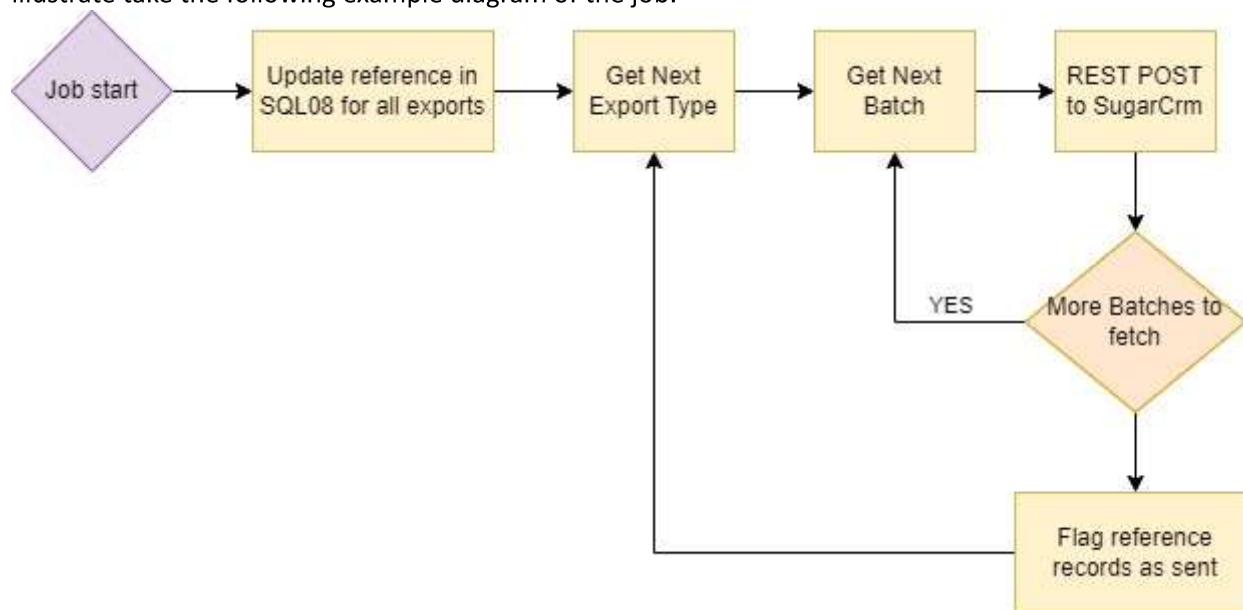 illustrate take the following example diagram of the job:
Job start
Update reference in
SQL08 for all exports
Get Next
Export Type
Get Next
Batch
REST POST
to SugarCrm
YES
More Batches to
fetch
Flag reference
records as sent